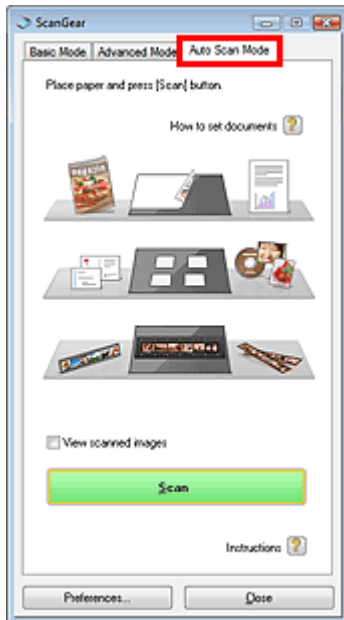 ScanGear
Basic Mode Advanced Mode Auto Scan Mode
Place paper and press [Scan] button.
How to set documents ?
View scanned images
Scan
Instructions ?
Preferences... Close